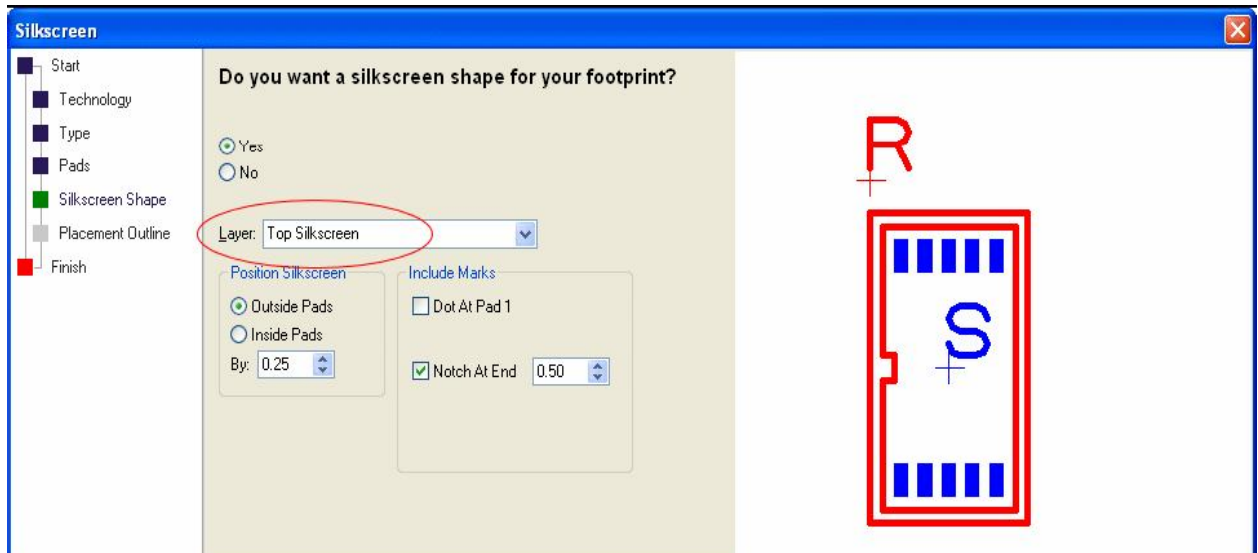 Silkscreen
Start
Technology
Type
Pads
Silkscreen Shape
Placement Outline
Finish
Do you want a silkscreen shape for your footprint?
Yes
No
Layer: Top Silkscreen
Position Silkscreen
Outside Pads
Inside Pads
By: 0.25
Include Marks
Dot At Pad 1
Notch At End 0.50
R
S